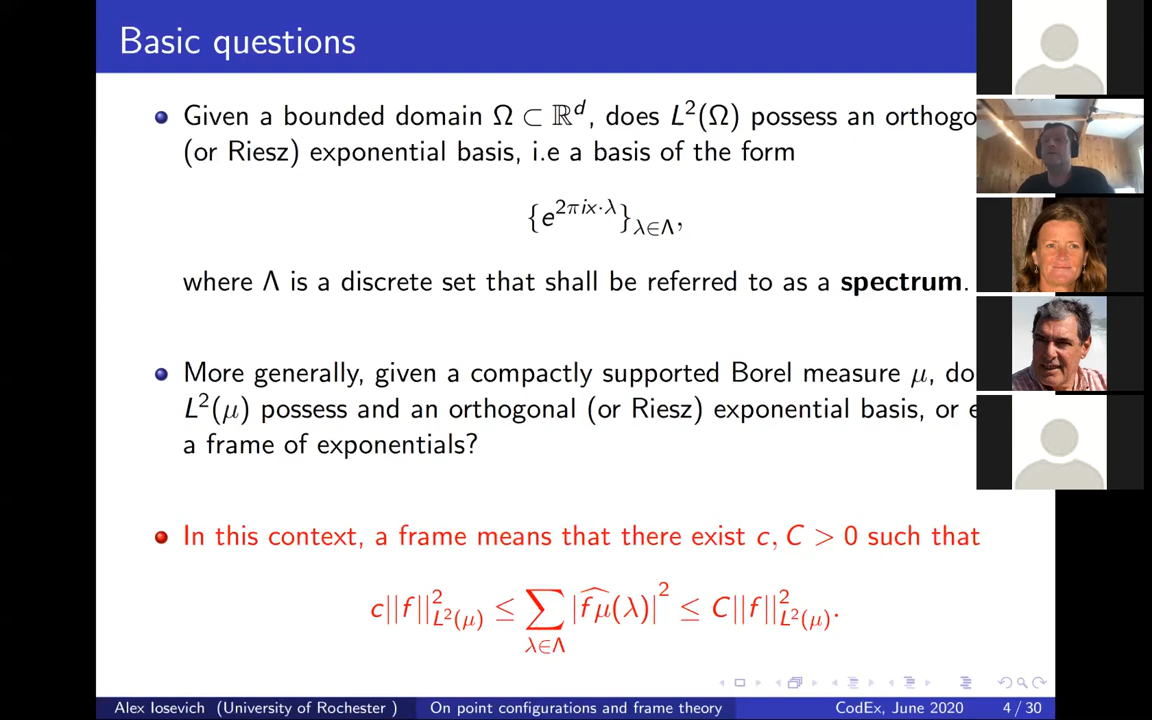 Basic questions
Given a bounded domain Ω ⊂ ℝ^d, does L²(Ω) possess an
(or Riesz) exponential basis, i.e a basis of the form
{e^{2πix·λ}}_{λ∈Λ},
where Λ is a discrete set that shall be referred to as a spectrum.
More generally, given a compactly supported Borel measure μ,
L²(μ) possess and an orthogonal (or Riesz) exponential basis, or
a frame of exponentials?
In this context, a frame means that there exist c, C > 0 such that
c||f||²_{L²(μ)} ≤ ∑_{λ∈Λ} |\widehat{fμ}(λ)|² ≤ C||f||²_{L²(μ)}.
Alex Iosevich (University of Rochester ) On point configurations and frame theory CodEx, June 2020 4 / 30